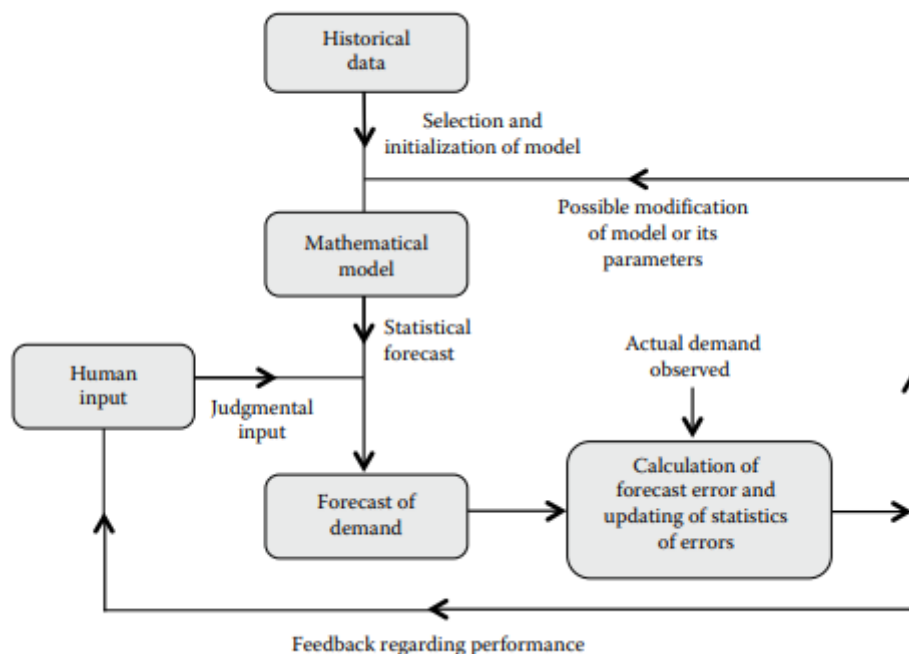 Historical
data
Selection and
initialization of model
Possible modification
of model or its
parameters
Mathematical
model
Statistical
forecast
Actual demand
observed
Human
input
Judgmental
input
Calculation of
forecast error and
updating of statistics
of errors
Forecast of
demand
Feedback regarding performance